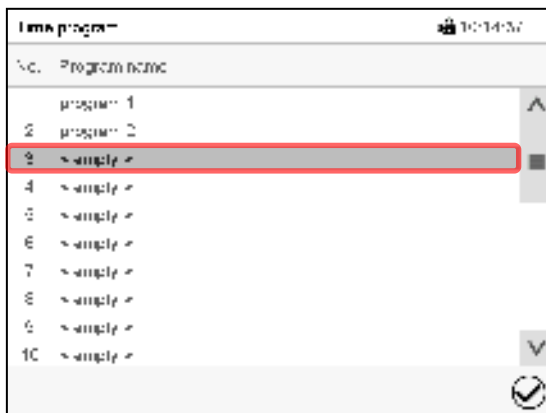 Time program 10:14:37
No. Program name
program 1
2 program 2
3 > empty <
4 > empty <
5 > empty <
6 > empty <
7 > empty <
8 > empty <
9 > empty <
10 > empty <